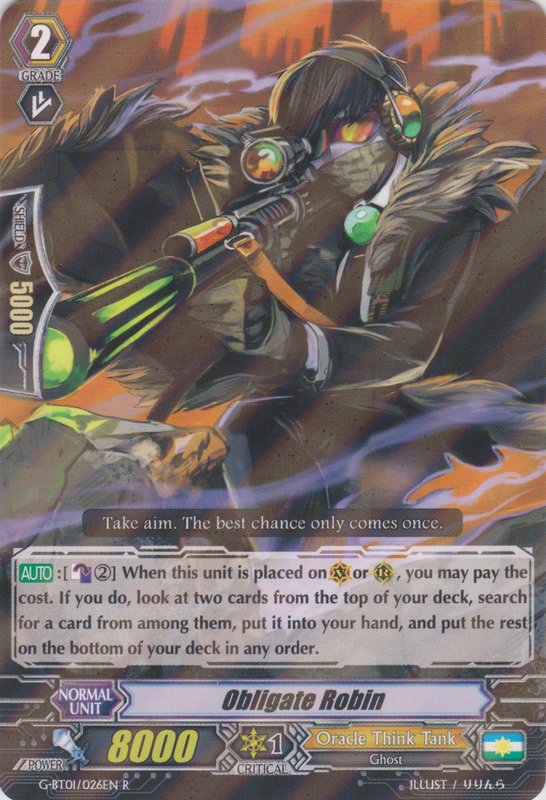 2
GRADE
SHIELD
5000
Take aim. The best chance only comes once.
AUTO :[ ②] When this unit is placed on V or R, you may pay the
cost. If you do, look at two cards from the top of your deck, search
for a card from among them, put it into your hand, and put the rest
on the bottom of your deck in any order.
NORMAL
UNIT
Obligate Robin
POWER
8000
1
CRITICAL
Oracle Think Tank
Ghost
G-BT01/026EN R
ILLUST / りりんら